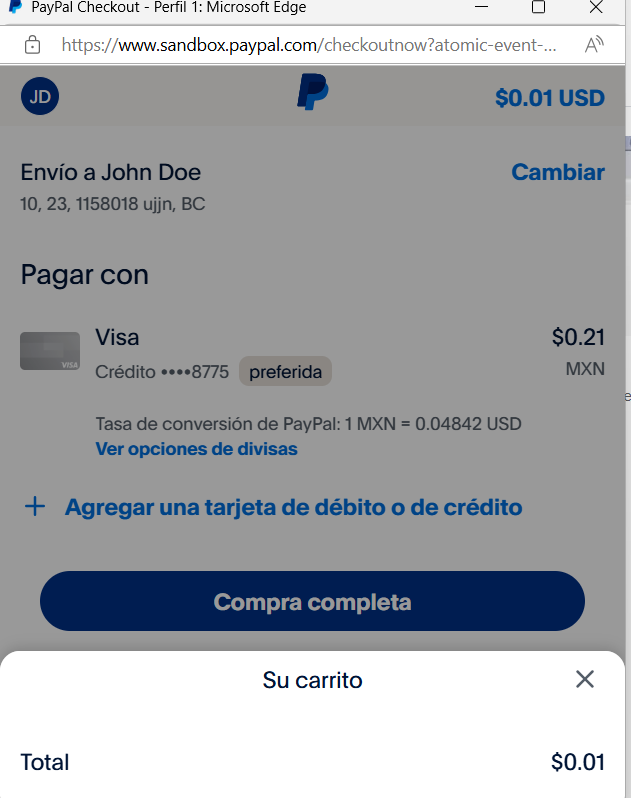 PayPal Checkout - Perfil 1: Microsoft Edge
https://www.sandbox.paypal.com/checkoutnow?atomic-event-...
JD
$0.01 USD
Envío a John Doe
Cambiar
10, 23, 1158018 ujjn, BC
Pagar con
Visa
$0.21
VISA
Crédito ••••8775 preferida
MXN
Tasa de conversión de PayPal: 1 MXN = 0.04842 USD
Ver opciones de divisas
+ Agregar una tarjeta de débito o de crédito
Compra completa
Su carrito
Total
$0.01